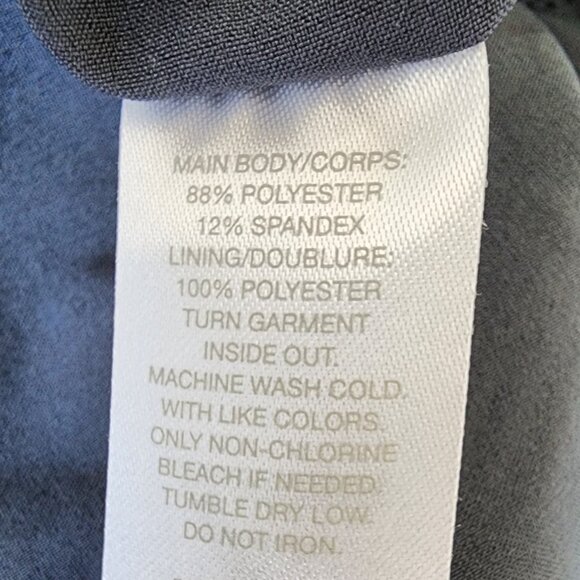 MAIN BODY/CORPS:
88% POLYESTER
12% SPANDEX
LINING/DOUBLURE:
100% POLYESTER
TURN GARMENT
INSIDE OUT.
MACHINE WASH COLD.
WITH LIKE COLORS.
ONLY NON-CHLORINE
BLEACH IF NEEDED.
TUMBLE DRY LOW.
DO NOT IRON.